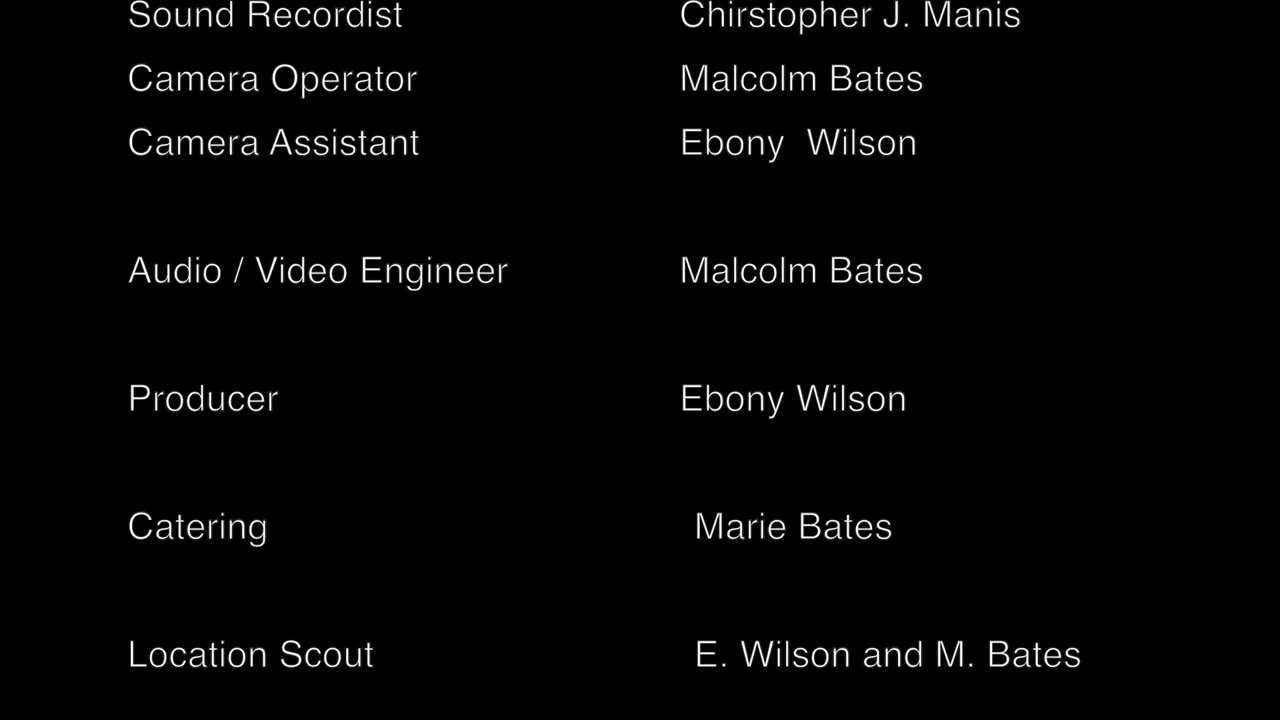 Sound Recordist Chirstopher J. Manis
Camera Operator Malcolm Bates
Camera Assistant Ebony  Wilson
Audio / Video Engineer Malcolm Bates
Producer Ebony Wilson
Catering Marie Bates
Location Scout E. Wilson and M. Bates